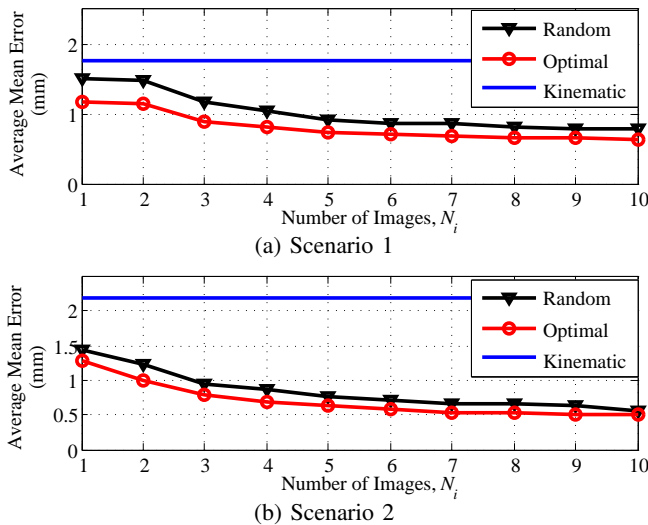 Average Mean Error
(mm)
2
1
0
Random
Optimal
Kinematic
1 2 3 4 5 6 7 8 9 10
Number of Images, N_i
(a) Scenario 1
Average Mean Error
(mm)
2
1.5
1
0.5
0
Random
Optimal
Kinematic
1 2 3 4 5 6 7 8 9 10
Number of Images, N_i
(b) Scenario 2